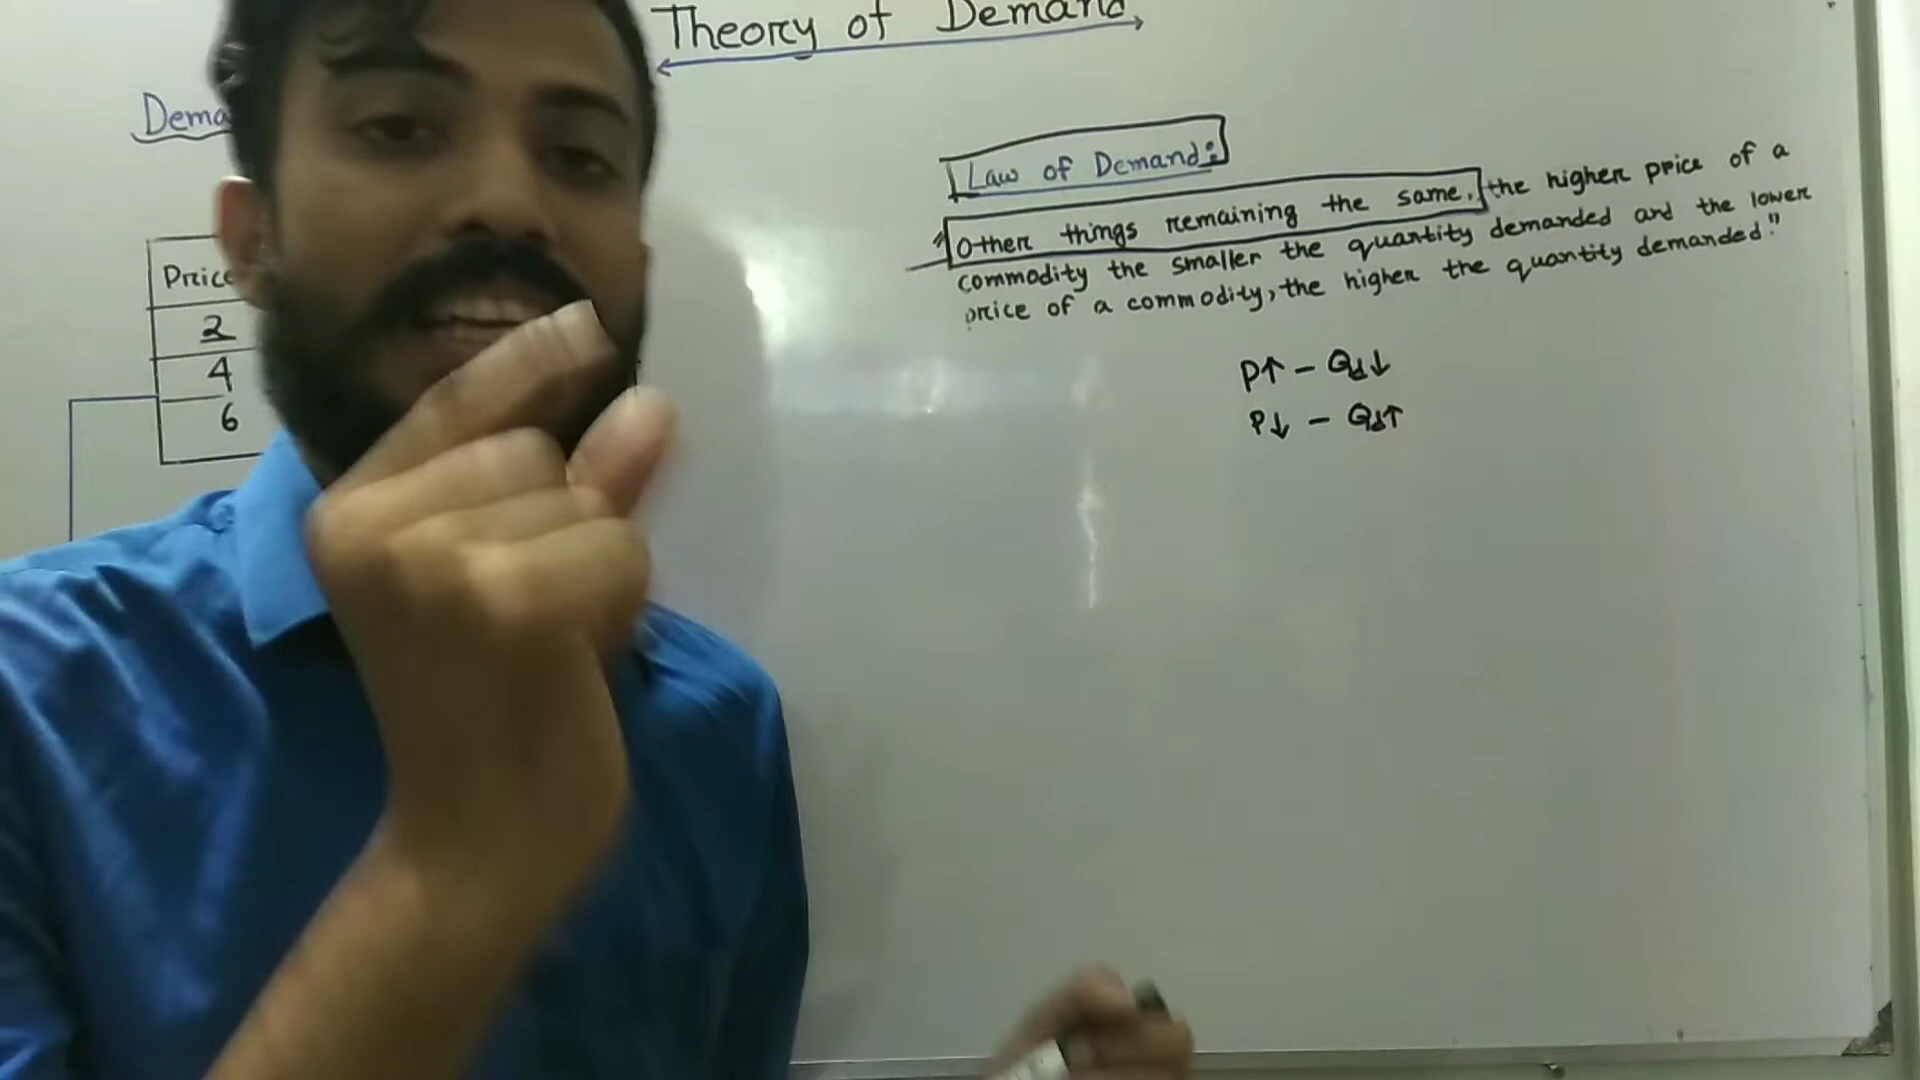 Theory of Demand
Law of Demand:
"Other things remaining the same, the higher price of a
commodity the smaller the quantity demanded and the lower
price of a commodity, the higher the quantity demanded."
P↑ - Qd↓
P↓ - Qd↑
Price
2
4
6